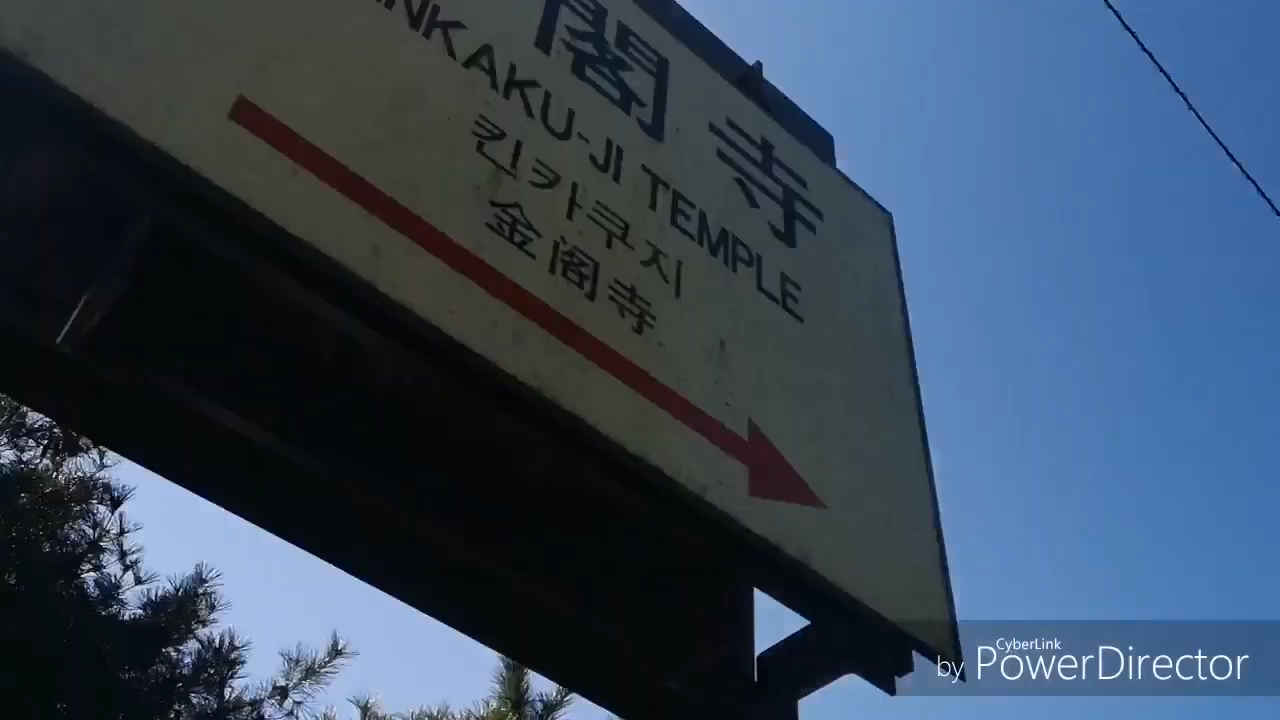 閣寺
INKAKU-JI TEMPLE
킨카쿠지
金阁寺
CyberLink
by PowerDirector